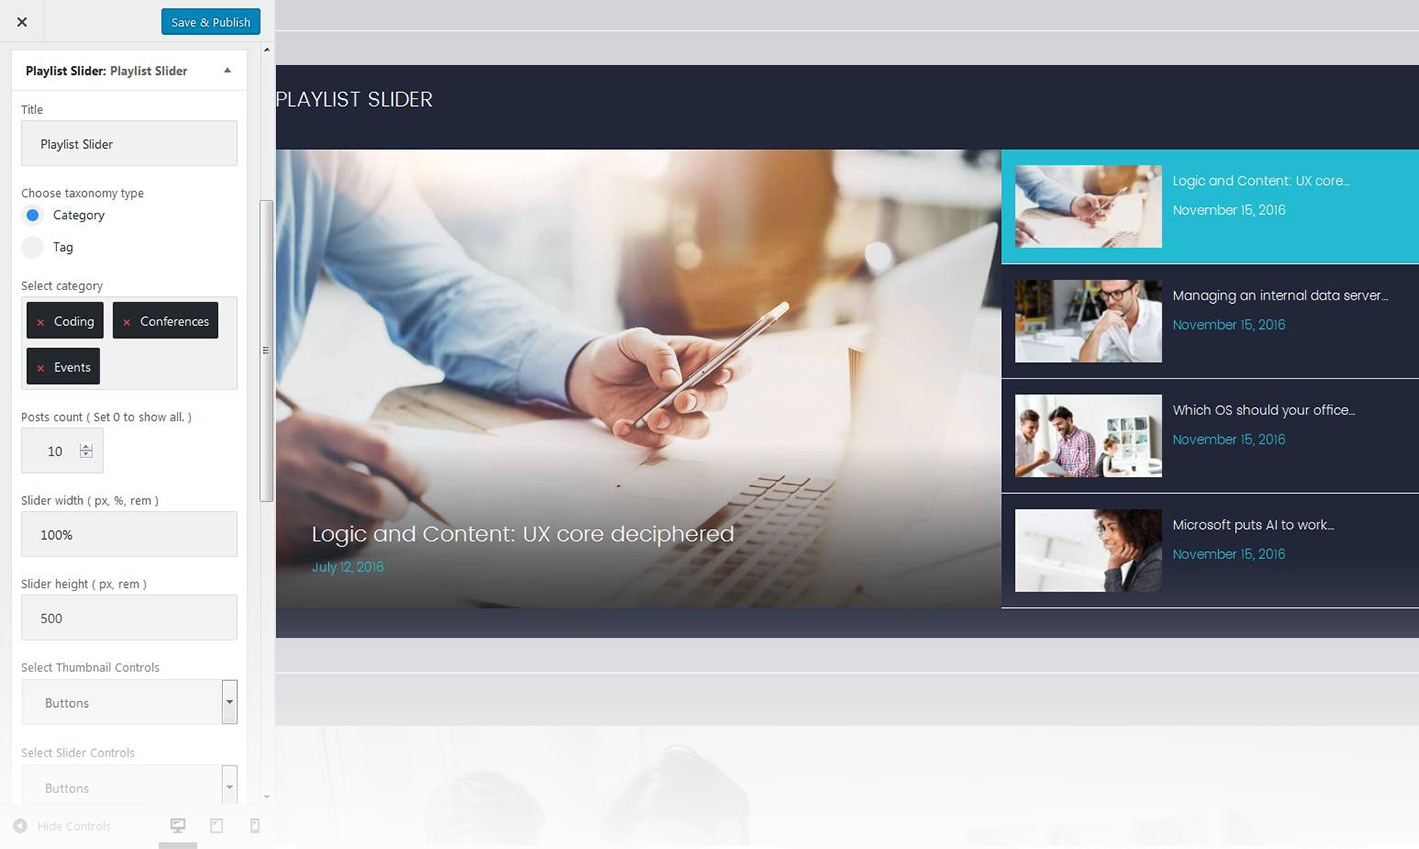 Save & Publish
Playlist Slider: Playlist Slider
Title
Playlist Slider
Choose taxonomy type
Category
Tag
Select category
× Coding × Conferences
× Events
Posts count ( Set 0 to show all. )
10
Slider width ( px, %, rem )
100%
Slider height ( px, rem )
500
Select Thumbnail Controls
Buttons
Select Slider Controls
Buttons
Hide Controls
PLAYLIST SLIDER
Logic and Content: UX core deciphered
July 12, 2016
Logic and Content: UX core...
November 15, 2016
Managing an internal data server...
November 15, 2016
Which OS should your office...
November 15, 2016
Microsoft puts AI to work...
November 15, 2016